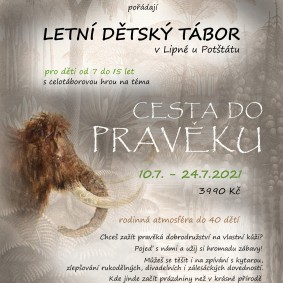 pořádají
LETNÍ DĚTSKÝ TÁBOR
v Lipné u Potštátu
pro děti od 7 do 15 let
s celotáborovou hrou na téma
CESTA DO
PRAVĚKU
10.7. - 24.7.2021
3990 Kč
rodinná atmosféra do 40 dětí
Chceš zažít pravěká dobrodružství na vlastní kůži?
Pojeď s námi a užij si hromadu zábavy!
Můžeš se těšit i na zpívání s kytarou,
zlepšování rukodělných, divadelních i zálesáckých dovedností.
Kde jinde začít prázdniny než v krásné přírodě